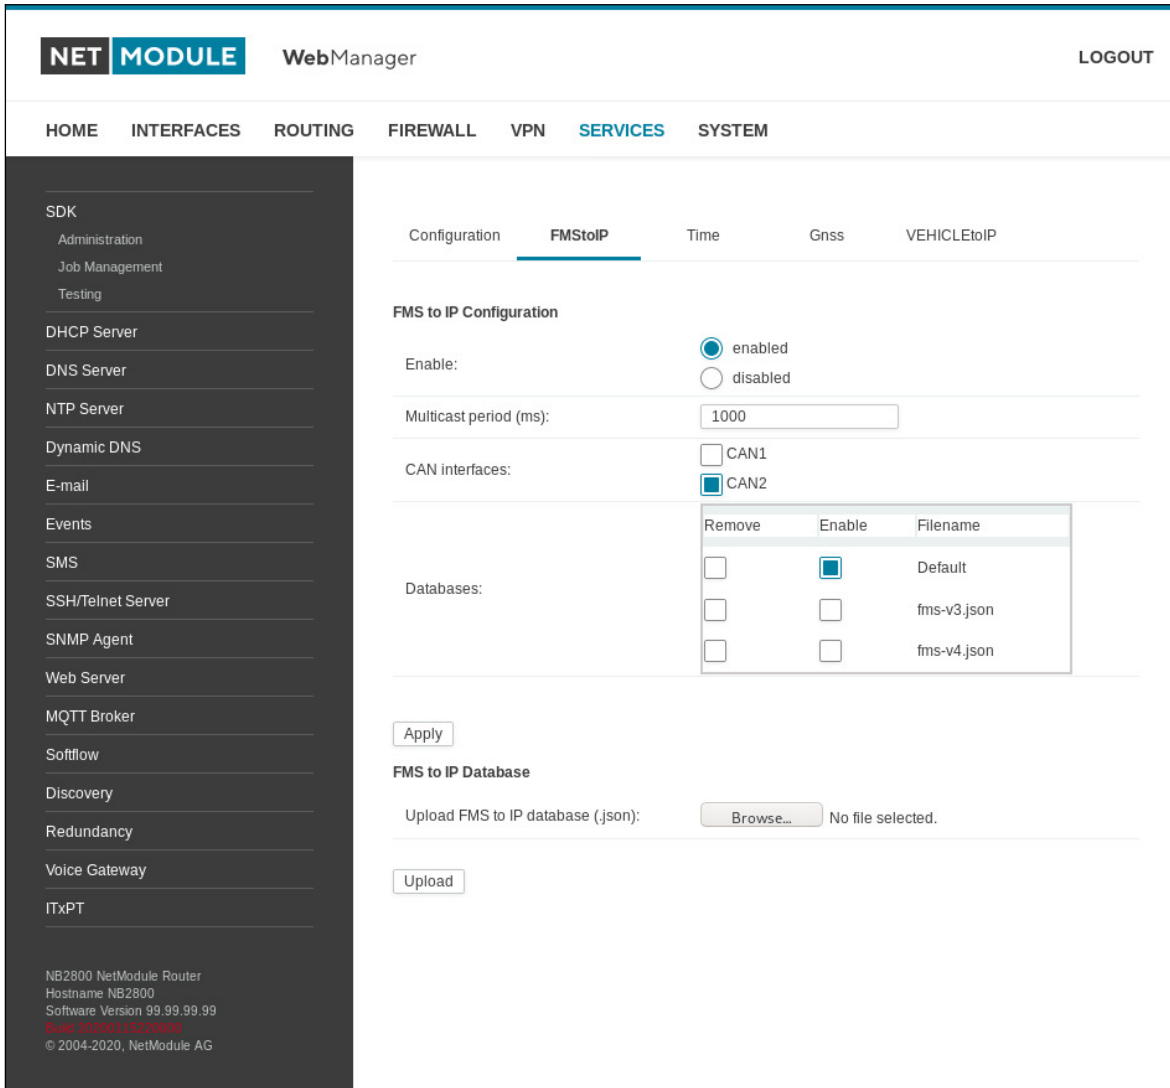 NET MODULE WebManager LOGOUT
HOME INTERFACES ROUTING FIREWALL VPN SERVICES SYSTEM
SDK
Administration
Job Management
Testing
DHCP Server
DNS Server
NTP Server
Dynamic DNS
E-mail
Events
SMS
SSH/Telnet Server
SNMP Agent
Web Server
MQTT Broker
Softflow
Discovery
Redundancy
Voice Gateway
ITxPT
NB2800 NetModule Router
Hostname NB2800
Software Version 99.99.99.99
Build
© 2004-2020, NetModule AG
Configuration FMStoIP Time Gnss VEHICLEtoIP
FMS to IP Configuration
Enable: enabled
disabled
Multicast period (ms): 1000
CAN interfaces: CAN1
CAN2
Databases:
Remove Enable Filename
Default
fms-v3.json
fms-v4.json
Apply
FMS to IP Database
Upload FMS to IP database (.json): Browse... No file selected.
Upload